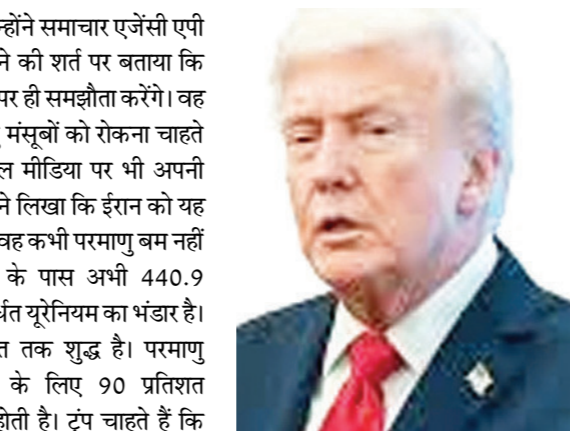 न्होंने समाचार एजेंसी एपी
ने की शर्त पर बताया कि
पर ही समझौता करेंगे। वह
मंसूबों को रोकना चाहते
ल मीडिया पर भी अपनी
ने लिखा कि ईरान को यह
वह कभी परमाणु बम नहीं
के पास अभी 440.9
र्धित यूरेनियम का भंडार है।
त तक शुद्ध है। परमाणु
के लिए 90 प्रतिशत
होती है। ट्रंप चाहते हैं कि